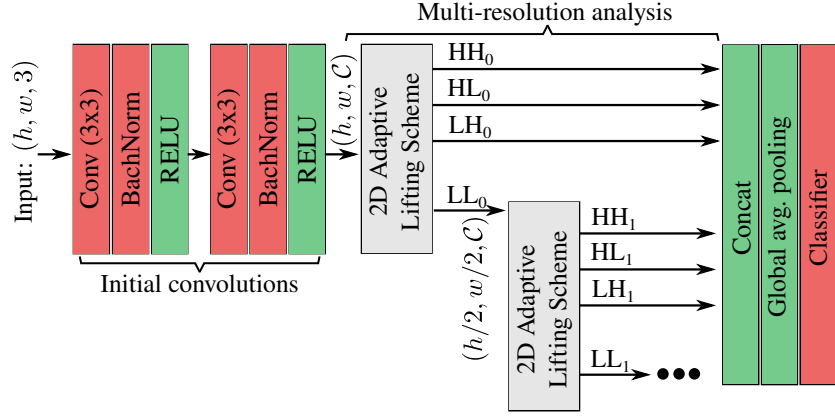 Multi-resolution analysis
Input: (h, w, 3)
Conv (3x3)
BachNorm
RELU
Conv (3x3)
BachNorm
RELU
Initial convolutions
(h, w, C)
2D Adaptive
Lifting Scheme
HH₀
HL₀
LH₀
LL₀
(h/2, w/2, C)
2D Adaptive
Lifting Scheme
HH₁
HL₁
LH₁
LL₁
Concat
Global avg. pooling
Classifier